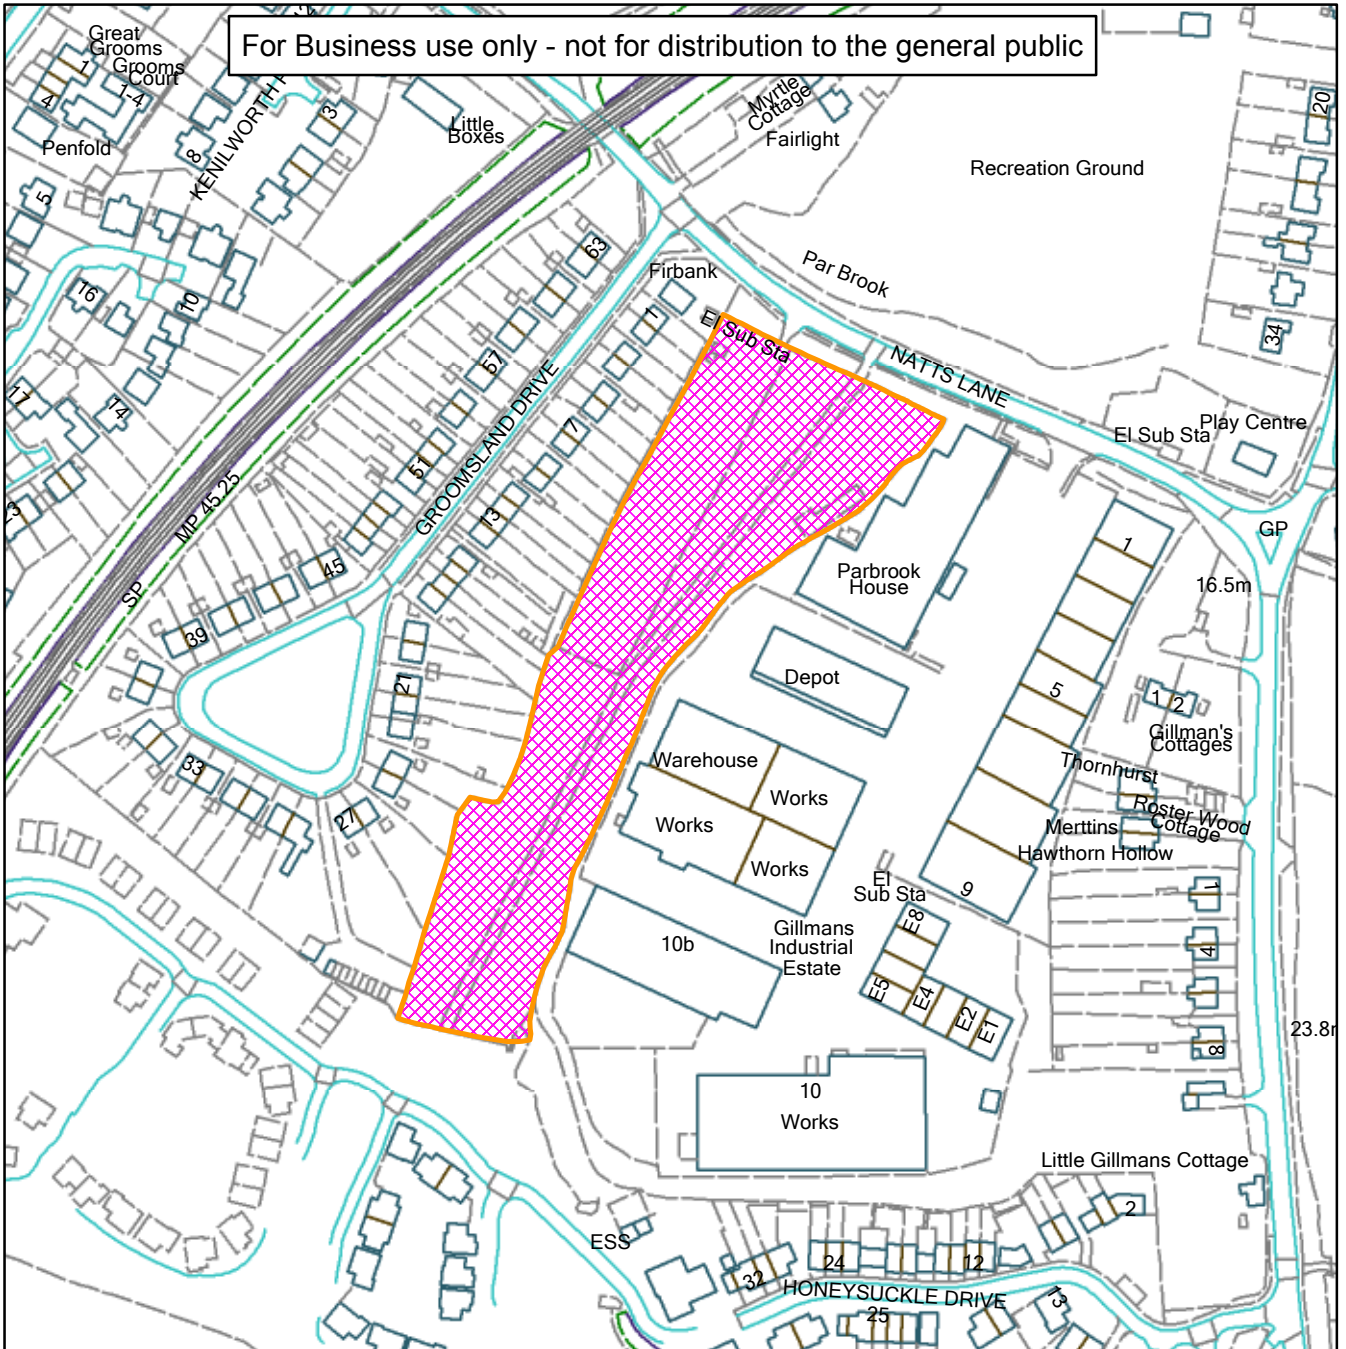 For Business use only - not for distribution to the general public
Great
Grooms
Grooms
Court
1
1-4
4
Penfold
8
KENILWORTH
3
Little
Boxes
Myrtle
Cottage
Fairlight
Recreation Ground
20
5
63
Firbank
Par Brook
16
10
1
El Sub Sta
34
57
NATTS LANE
17
14
GROOMSLAND DRIVE
7
El Sub Sta
Play Centre
51
MP 45.25
13
23
GP
1
SP
45
Parbrook
House
16.5m
39
21
Depot
5
1
2
Gillman's
Cottages
33
Warehouse
Thornhurst
Works
27
Works
Roster Wood
Cottage
Merttins
Hawthorn Hollow
Works
El
Sub Sta
9
1
E8
Gillmans
Industrial
Estate
10b
4
E5
E4
E2
E1
23.8m
8
10
Works
Little Gillmans Cottage
2
ESS
24
12
32
HONEYSUCKLE DRIVE
13
25